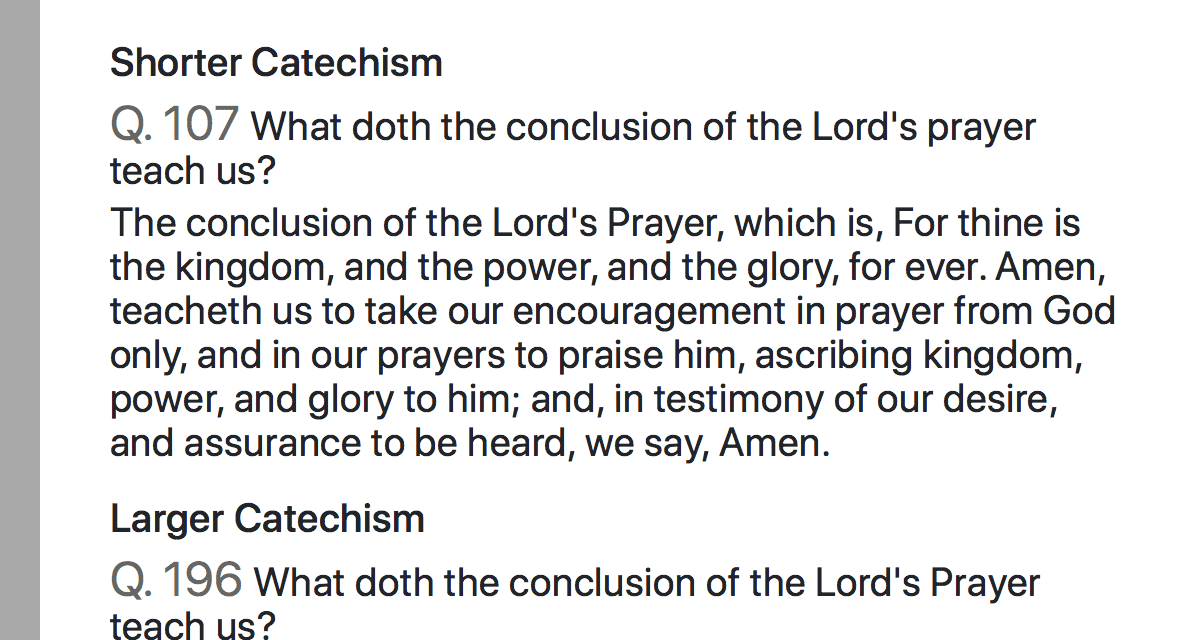 Shorter Catechism
Q. 107 What doth the conclusion of the Lord's prayer
teach us?
The conclusion of the Lord's Prayer, which is, For thine is
the kingdom, and the power, and the glory, for ever. Amen,
teacheth us to take our encouragement in prayer from God
only, and in our prayers to praise him, ascribing kingdom,
power, and glory to him; and, in testimony of our desire,
and assurance to be heard, we say, Amen.
Larger Catechism
Q. 196 What doth the conclusion of the Lord's Prayer
teach us?